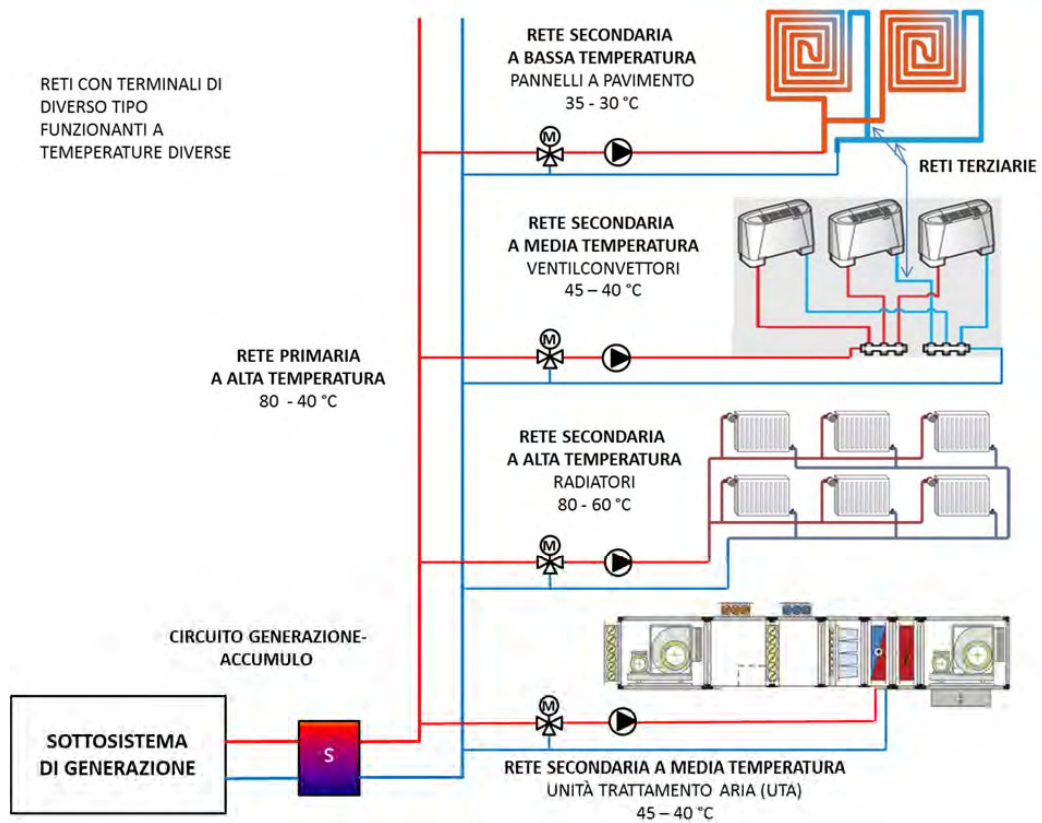 RETI CON TERMINALI DI
DIVERSO TIPO
FUNZIONANTI A
TEMEPERATURE DIVERSE
RETE SECONDARIA
A BASSA TEMPERATURA
PANNELLI A PAVIMENTO
35 - 30 °C
M
RETI TERZIARIE
RETE SECONDARIA
A MEDIA TEMPERATURA
VENTILCONVETTORI
45 – 40 °C
M
RETE PRIMARIA
A ALTA TEMPERATURA
80 - 40 °C
RETE SECONDARIA
A ALTA TEMPERATURA
RADIATORI
80 - 60 °C
M
CIRCUITO GENERAZIONE-
ACCUMULO
M
SOTTOSISTEMA
DI GENERAZIONE
S
RETE SECONDARIA A MEDIA TEMPERATURA
UNITÀ TRATTAMENTO ARIA (UTA)
45 – 40 °C